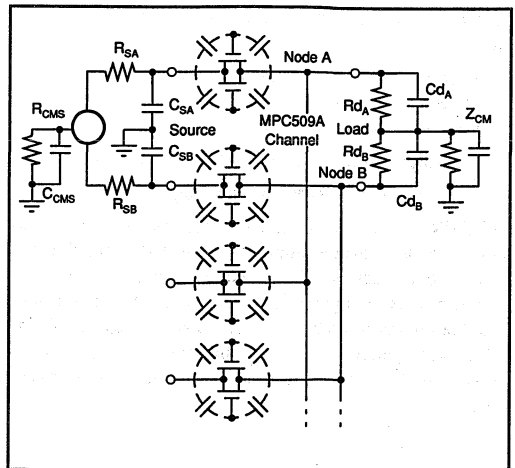 R_SA
Node A
Cd_A
R_CMS
C_SA
MPC509A
Channel
Rd_A
Z_CM
Source
Load
C_SB
Rd_B
Node B
R_SB
C_CMS
Cd_B